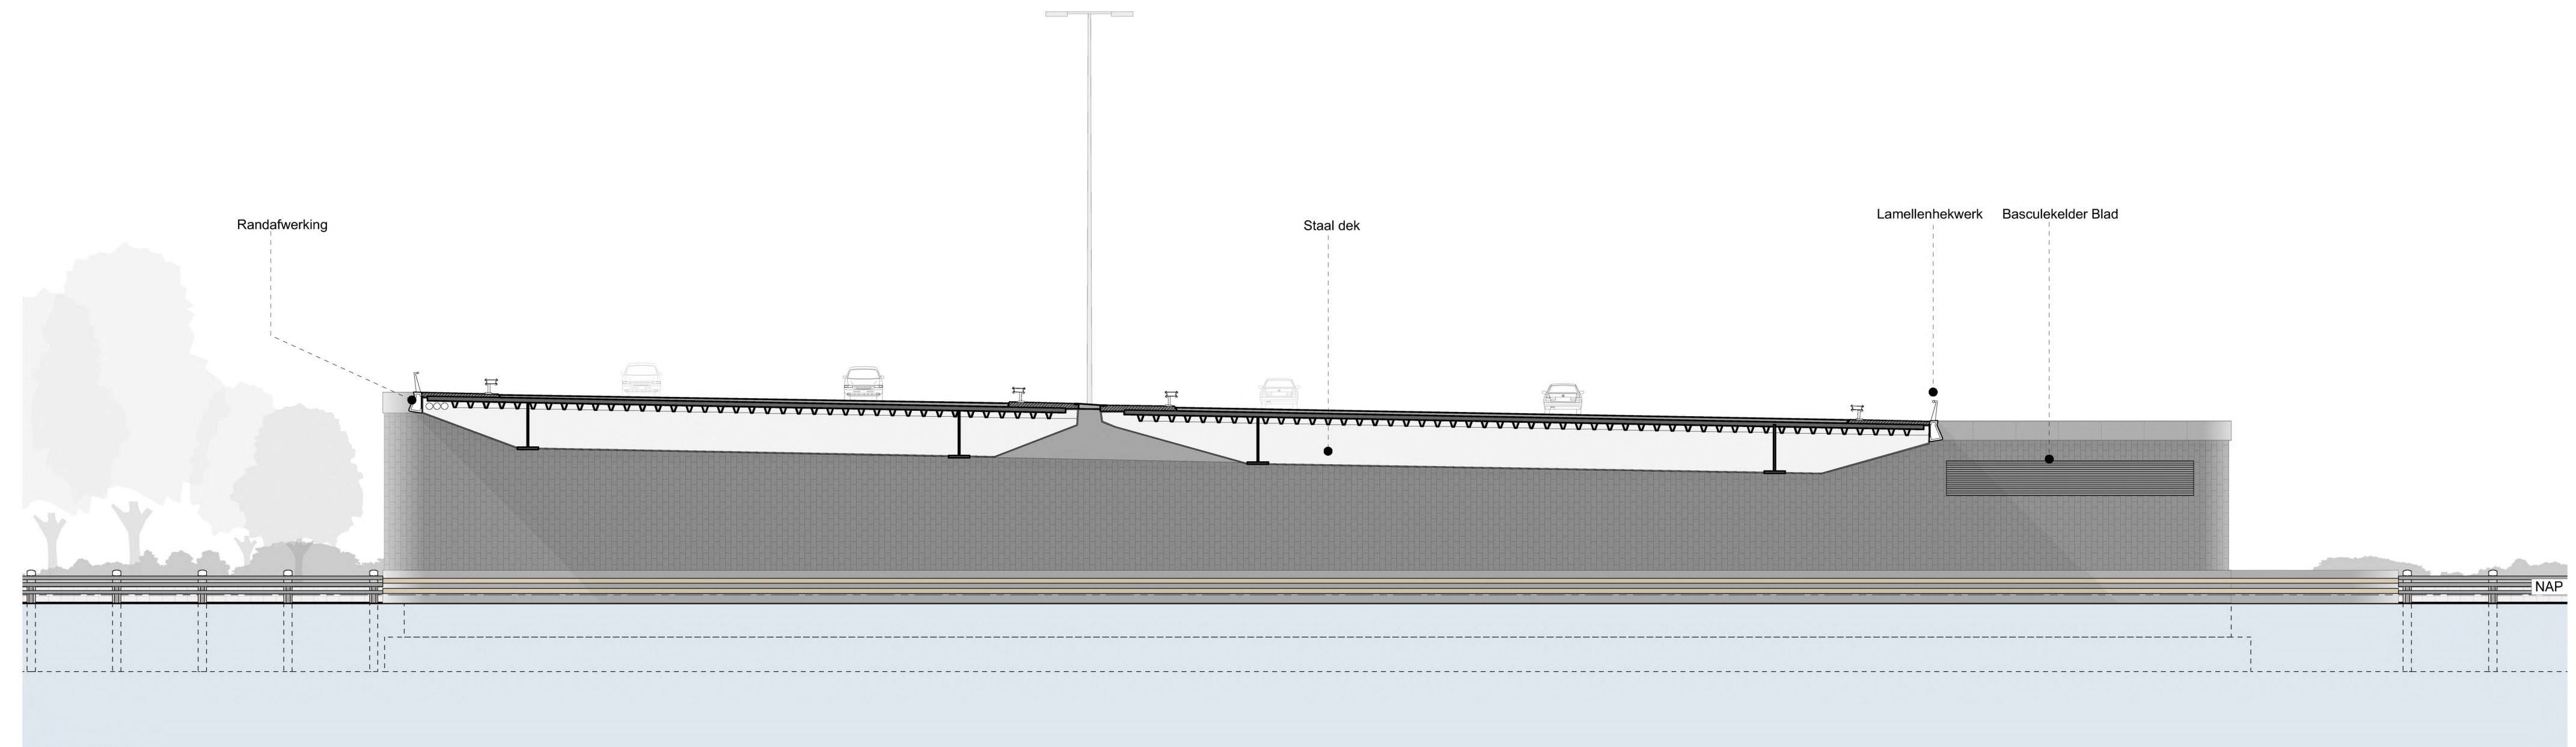 Randafwerking
Staal dek
Lamellenhekwerk
Basculekelder Blad
NAP